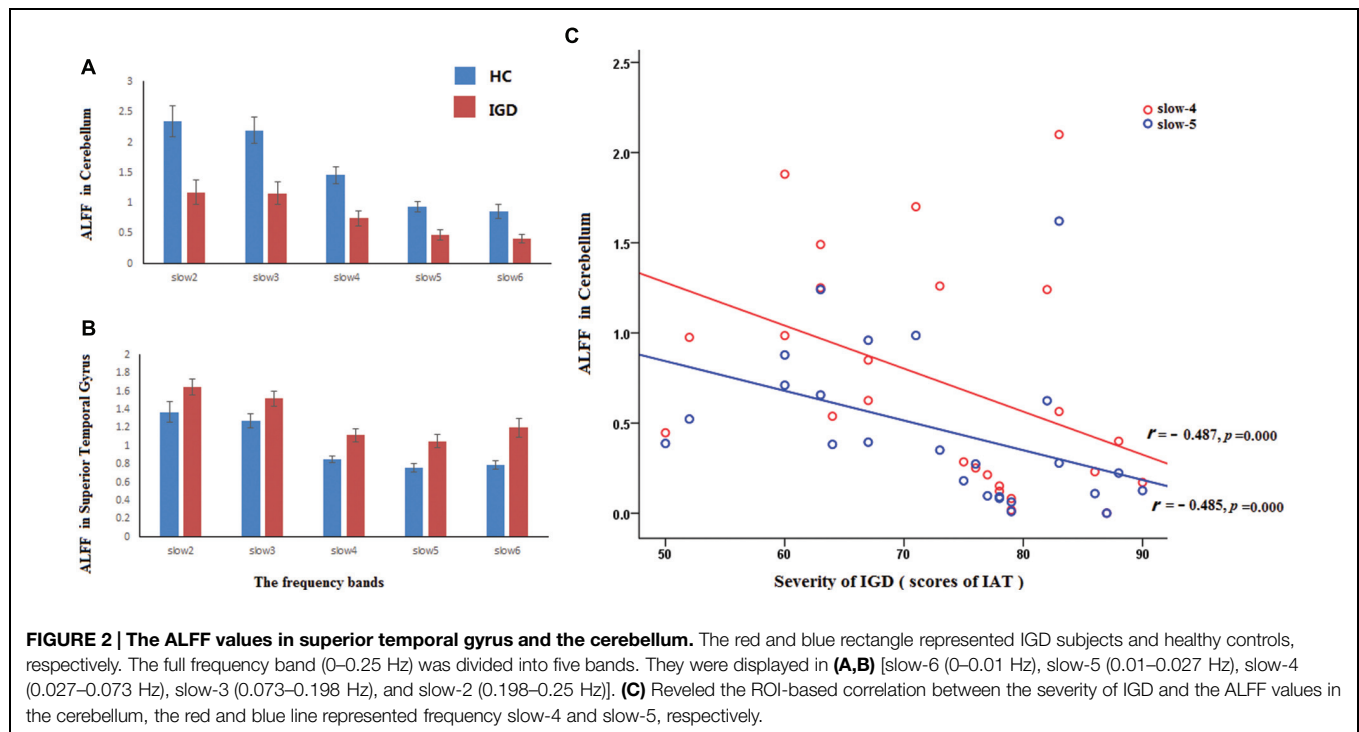 A
ALFF in Cerebellum
3
2.5
2
1.5
1
0.5
0
slow2 slow3 slow4 slow5 slow6
HC
IGD
B
ALFF in Superior Temporal Gyrus
2
1.8
1.6
1.4
1.2
1
0.8
0.6
0.4
0.2
0
slow2 slow3 slow4 slow5 slow6
The frequency bands
C
ALFF in Cerebellum
2.5
2.0
1.5
1.0
0.5
0.0
slow-4
slow-5
r = - 0.487, p =0.000
r = - 0.485, p =0.000
50 60 70 80 90
Severity of IGD ( scores of IAT )
FIGURE 2 | The ALFF values in superior temporal gyrus and the cerebellum. The red and blue rectangle represented IGD subjects and healthy controls,
respectively. The full frequency band (0–0.25 Hz) was divided into five bands. They were displayed in (A,B) [slow-6 (0–0.01 Hz), slow-5 (0.01–0.027 Hz), slow-4
(0.027–0.073 Hz), slow-3 (0.073–0.198 Hz), and slow-2 (0.198–0.25 Hz)]. (C) Reveled the ROI-based correlation between the severity of IGD and the ALFF values in
the cerebellum, the red and blue line represented frequency slow-4 and slow-5, respectively.